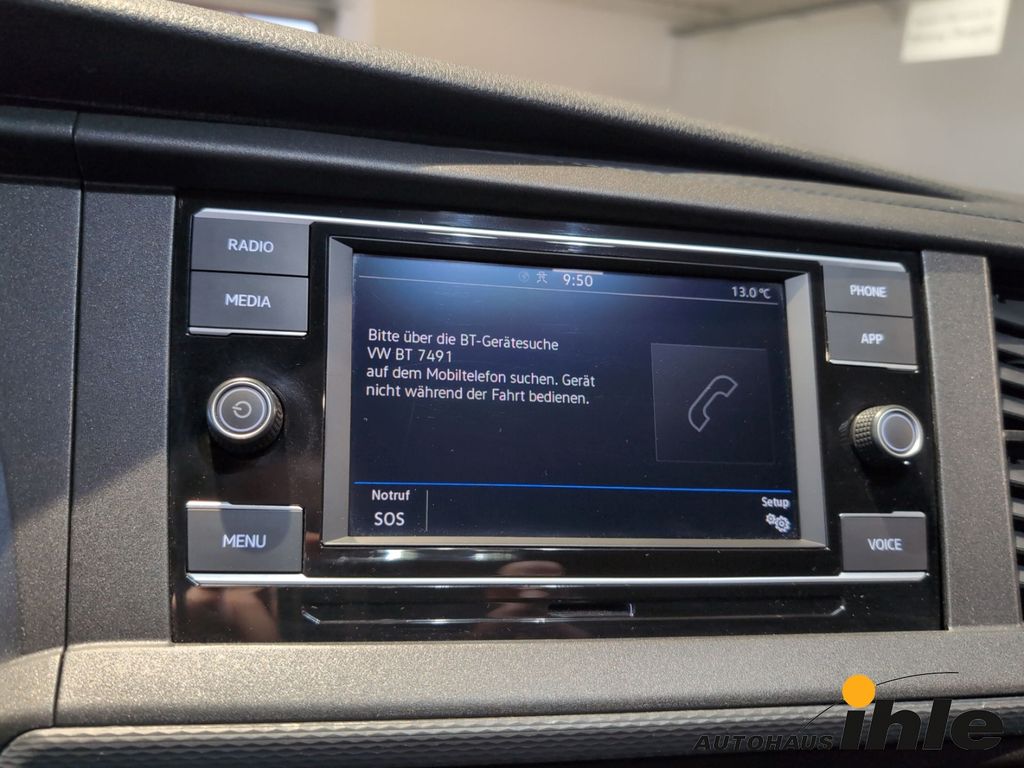 RADIO
MEDIA
MENU
9:50
13.0 °C
Bitte über die BT-Gerätesuche
VW BT 7491
auf dem Mobiltelefon suchen. Gerät
nicht während der Fahrt bedienen.
Notruf
SOS
Setup
PHONE
APP
VOICE
AUTOHAUS ihle